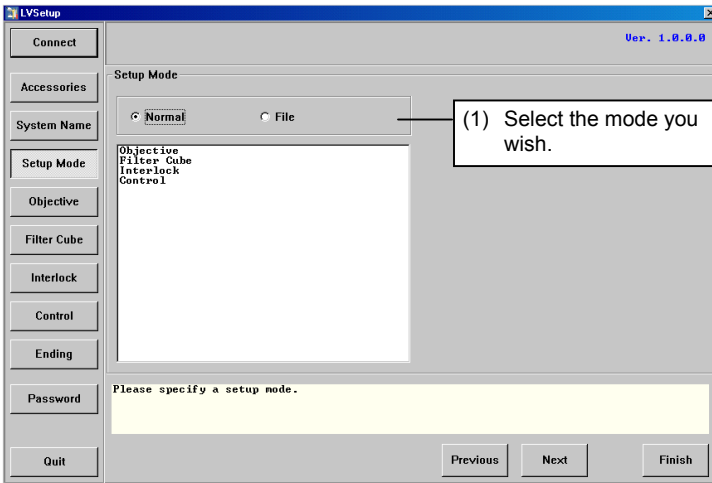 LVSetup
Connect
Ver. 1.0.0.0
Accessories
System Name
Setup Mode
Objective
Filter Cube
Interlock
Control
Ending
Password
Quit
Setup Mode
Normal File
(1) Select the mode you
wish.
Objective
Filter Cube
Interlock
Control
Please specify a setup mode.
Previous Next Finish